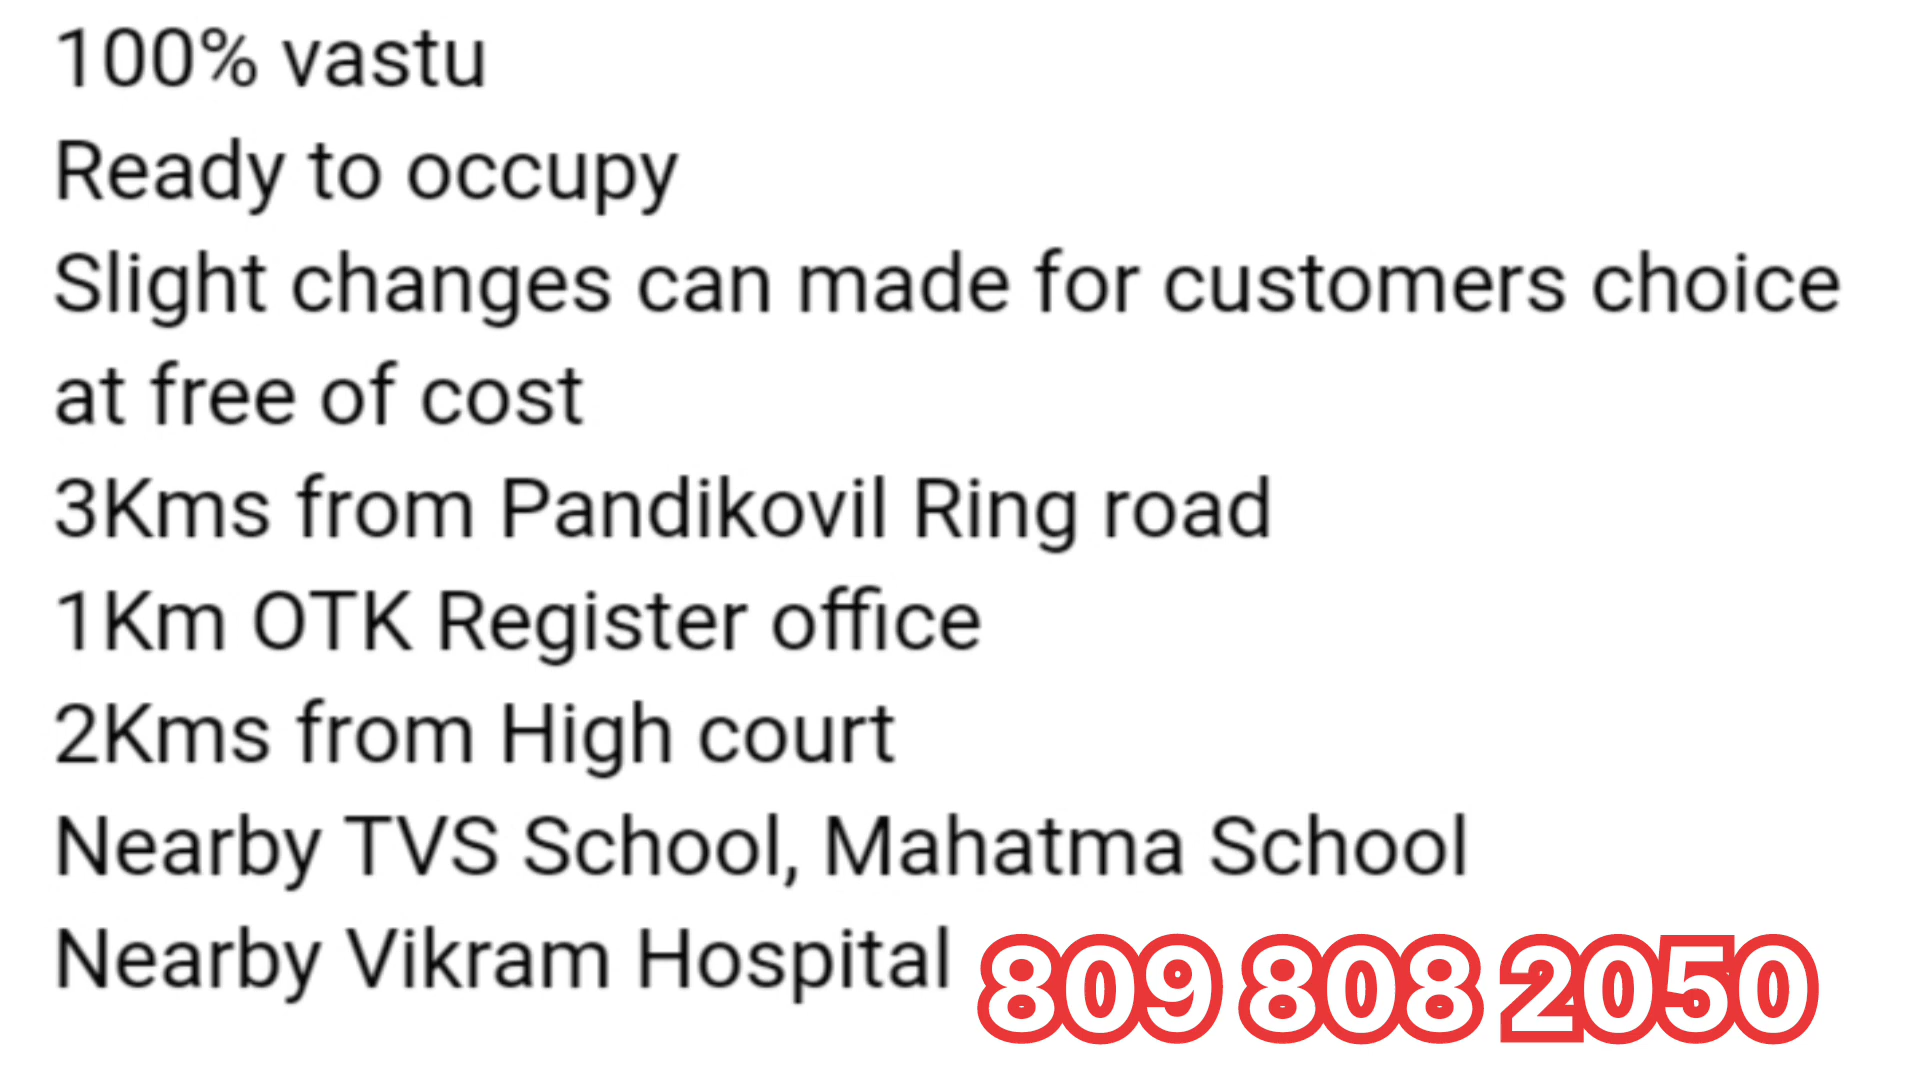 100% vastu
Ready to occupy
Slight changes can made for customers choice
at free of cost
3Kms from Pandikovil Ring road
1Km OTK Register office
2Kms from High court
Nearby TVS School, Mahatma School
Nearby Vikram Hospital
809 808 2050